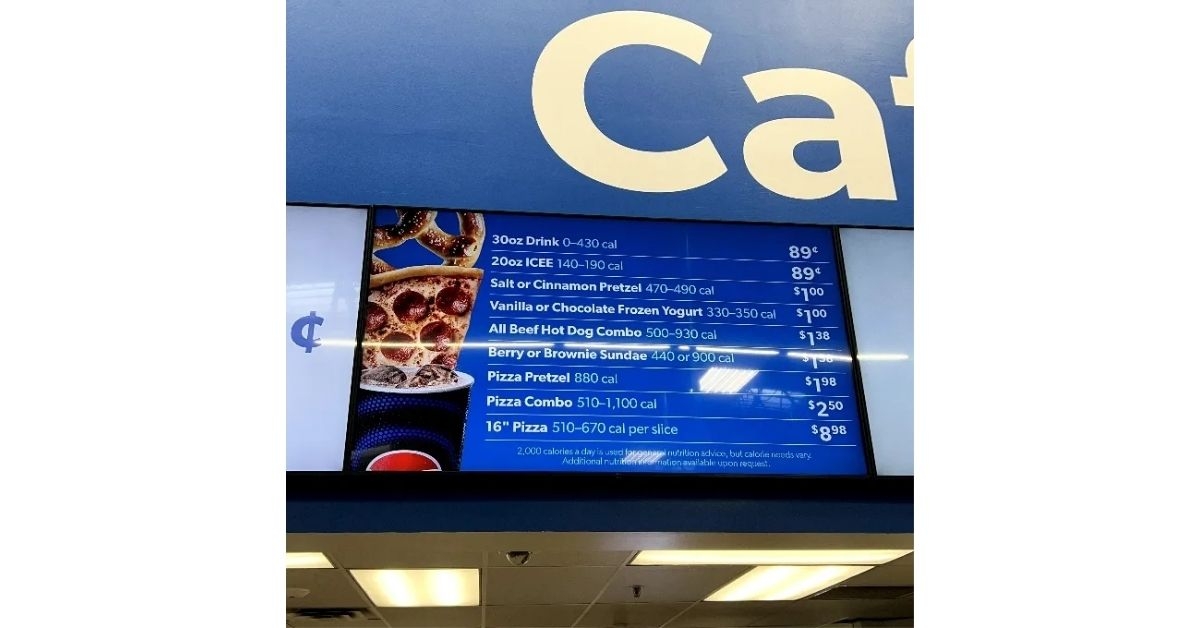 Ca
¢
30oz Drink 0–430 cal 89¢
20oz ICEE 140–190 cal 89¢
Salt or Cinnamon Pretzel 470–490 cal $1.00
Vanilla or Chocolate Frozen Yogurt 330–350 cal $1.00
All Beef Hot Dog Combo 500–930 cal $1.38
Berry or Brownie Sundae 440 or 900 cal
Pizza Pretzel 880 cal $1.98
Pizza Combo 510–1,100 cal $2.50
16" Pizza 510–670 cal per slice $8.98
2,000 calories a day is used for general nutrition advice, but calorie needs vary.
Additional nutrition information available upon request.